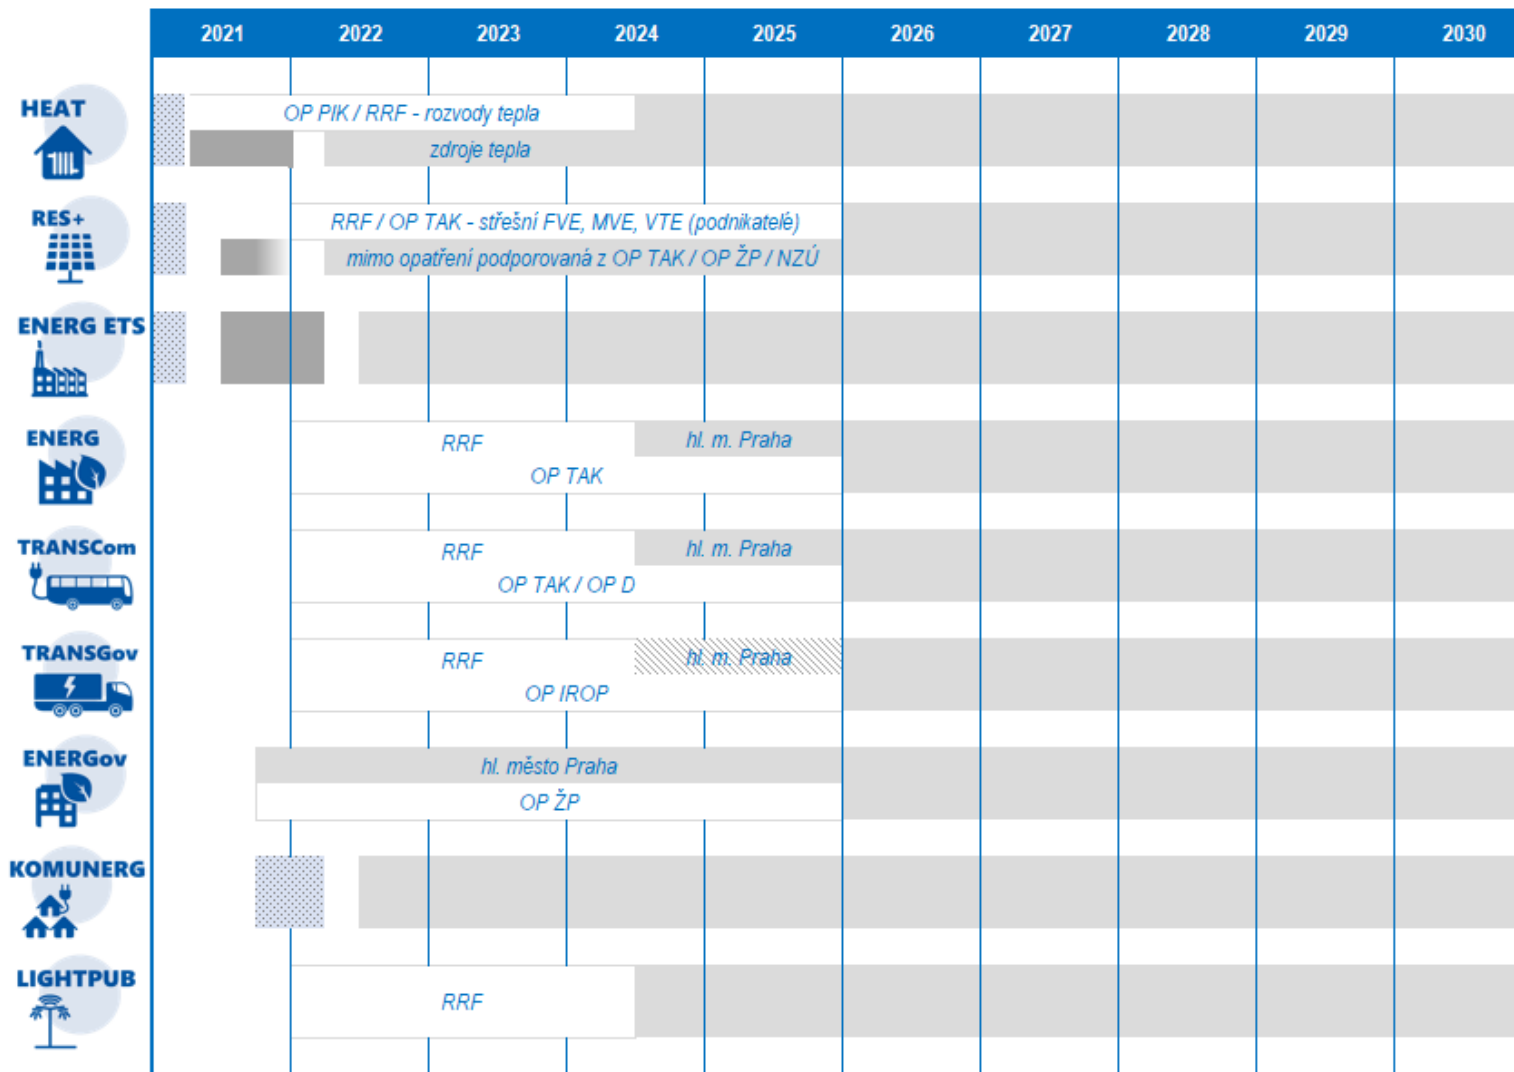 2021 2022 2023 2024 2025 2026 2027 2028 2029 2030
HEAT
OP PIK / RRF - rozvody tepla
zdroje tepla
RES+
RRF / OP TAK - střešní FVE, MVE, VTE (podnikatelé)
mimo opatření podporovaná z OP TAK / OP ŽP / NZÚ
ENERG ETS
ENERG
RRF
hl. m. Praha
OP TAK
TRANSCom
RRF
hl. m. Praha
OP TAK / OP D
TRANSGov
RRF
hl. m. Praha
OP IROP
ENERGov
hl. město Praha
OP ŽP
KOMUNERG
LIGHTPUB
RRF